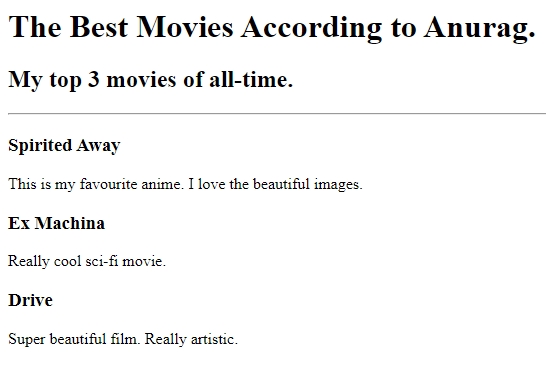 The Best Movies According to Anurag.
My top 3 movies of all-time.
Spirited Away
This is my favourite anime. I love the beautiful images.
Ex Machina
Really cool sci-fi movie.
Drive
Super beautiful film. Really artistic.